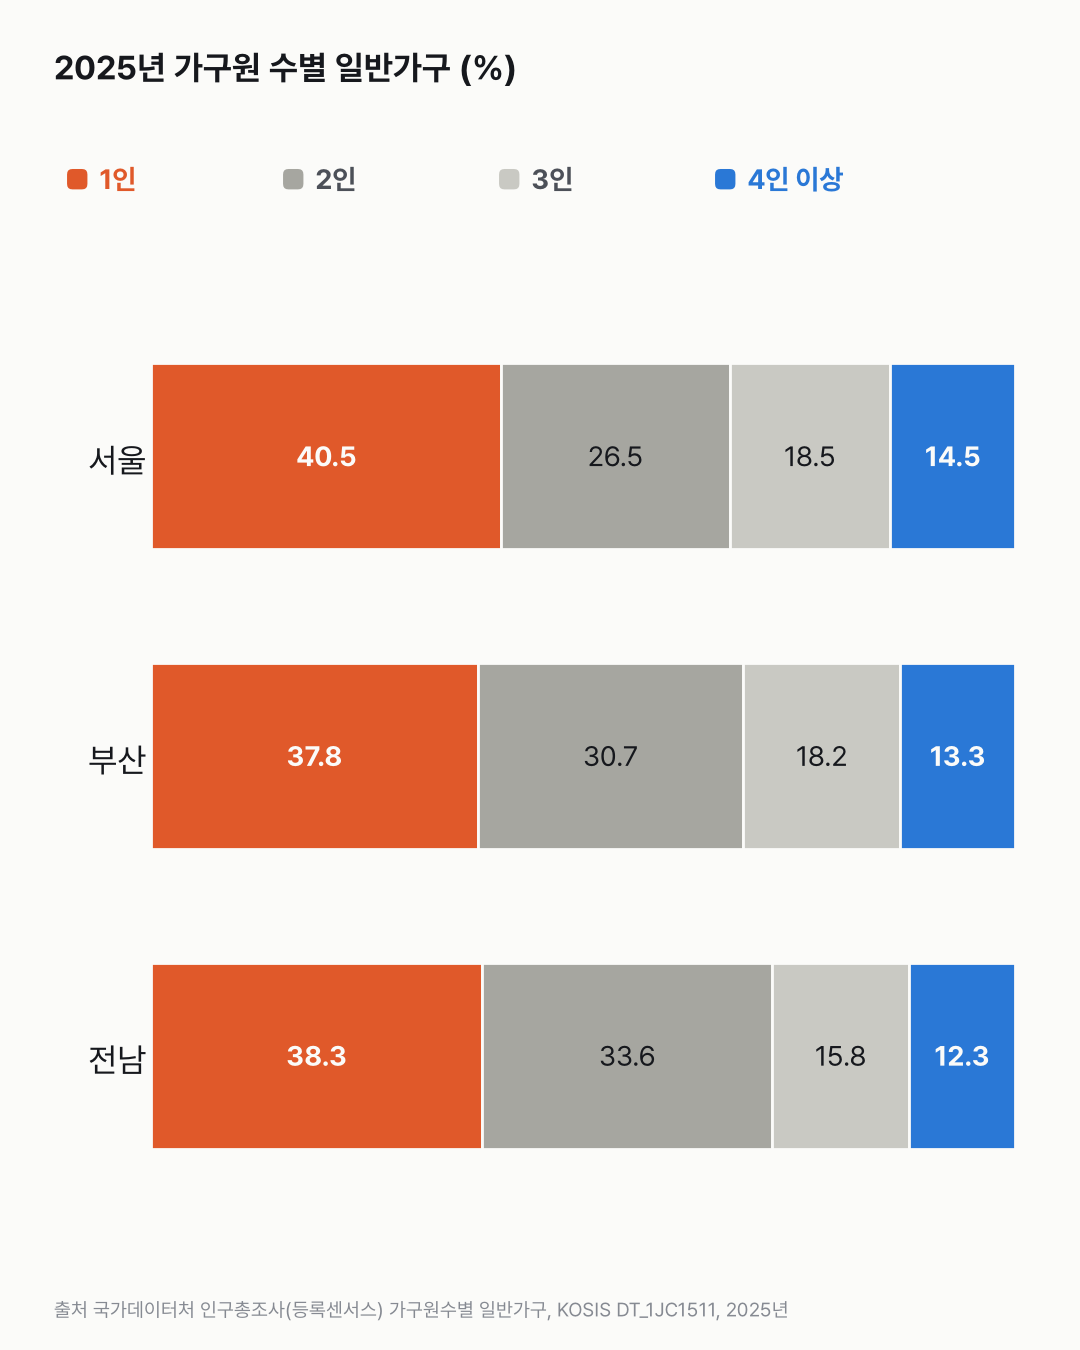 2025년 가구원 수별 일반가구 (%)
1인 2인 3인 4인 이상
서울 40.5 26.5 18.5 14.5
부산 37.8 30.7 18.2 13.3
전남 38.3 33.6 15.8 12.3
출처 국가데이터처 인구총조사(등록센서스) 가구원수별 일반가구, KOSIS DT_1JC1511, 2025년